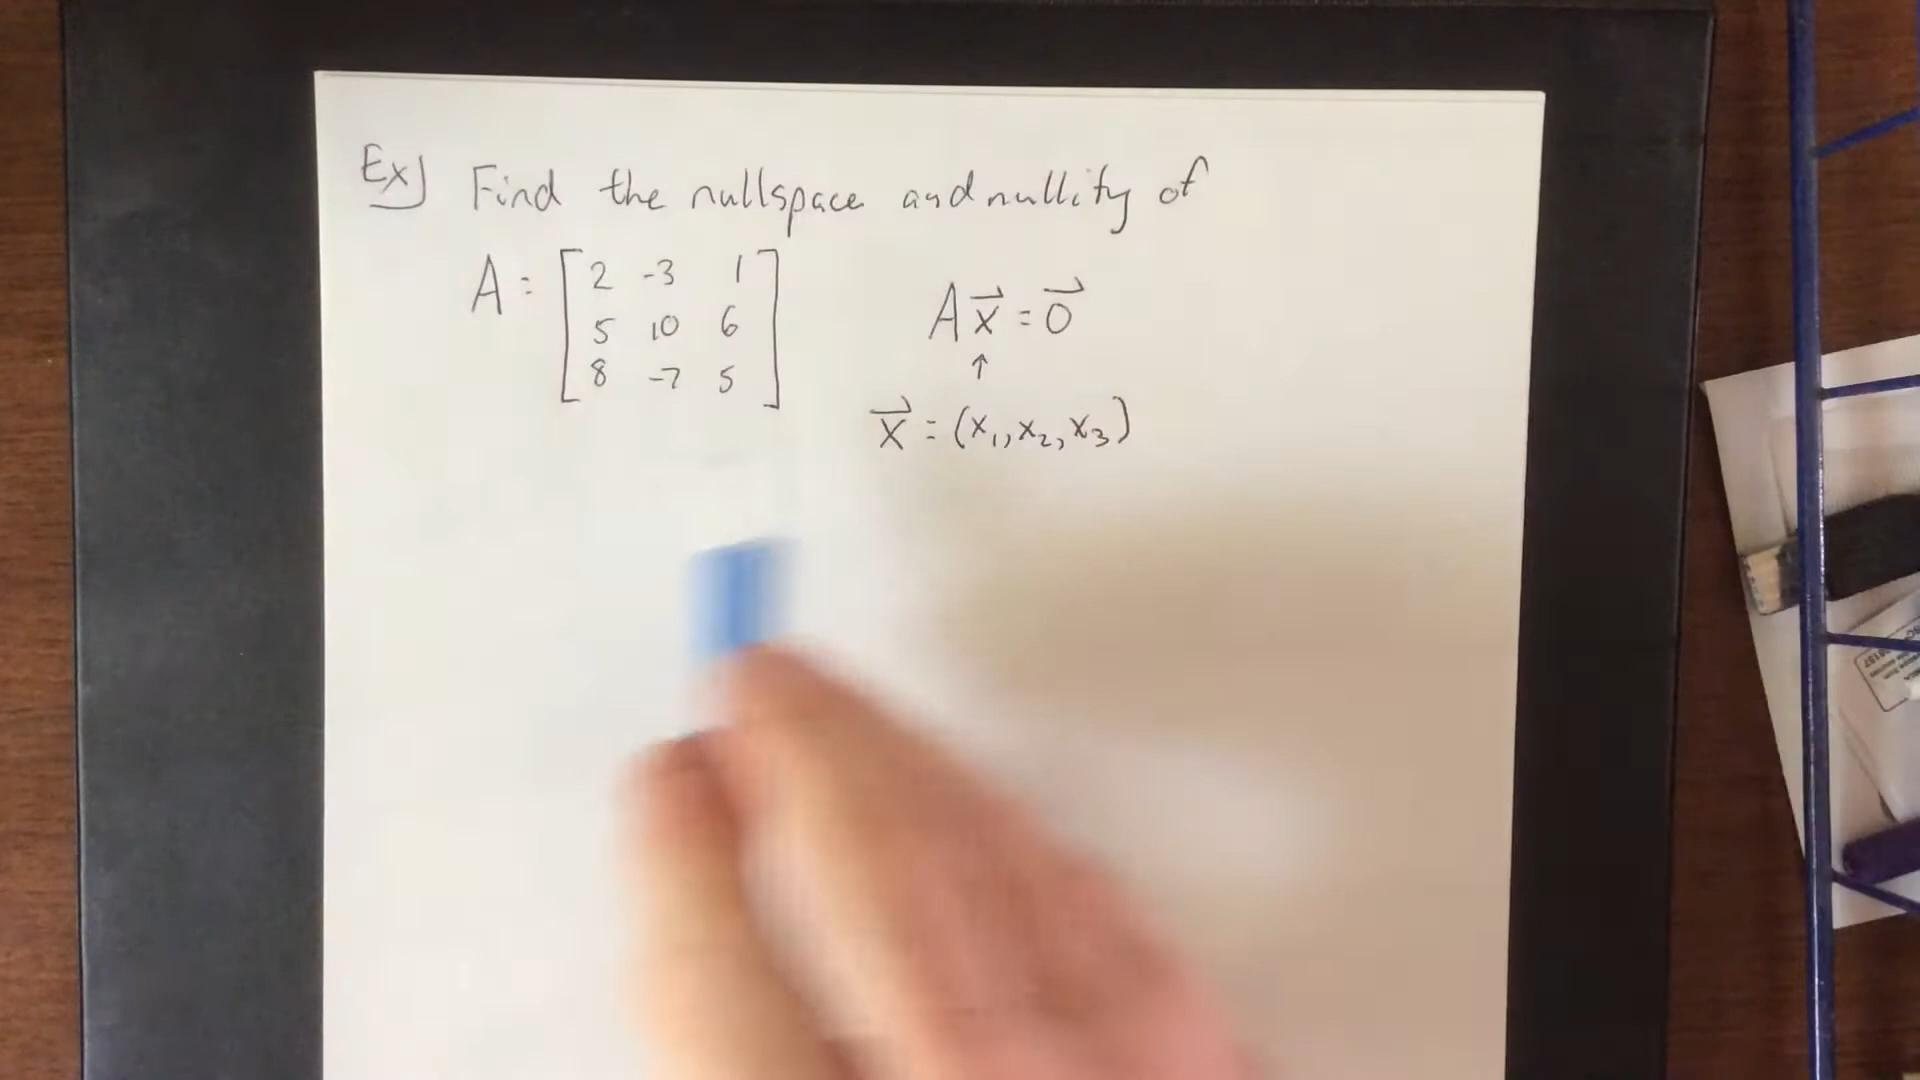 Ex) Find the nullspace and nullity of
A = [ 2 -3 1
5 10 6
8 -7 5 ]
A x⃗ = 0⃗
↑
x⃗ = (x₁, x₂, x₃)